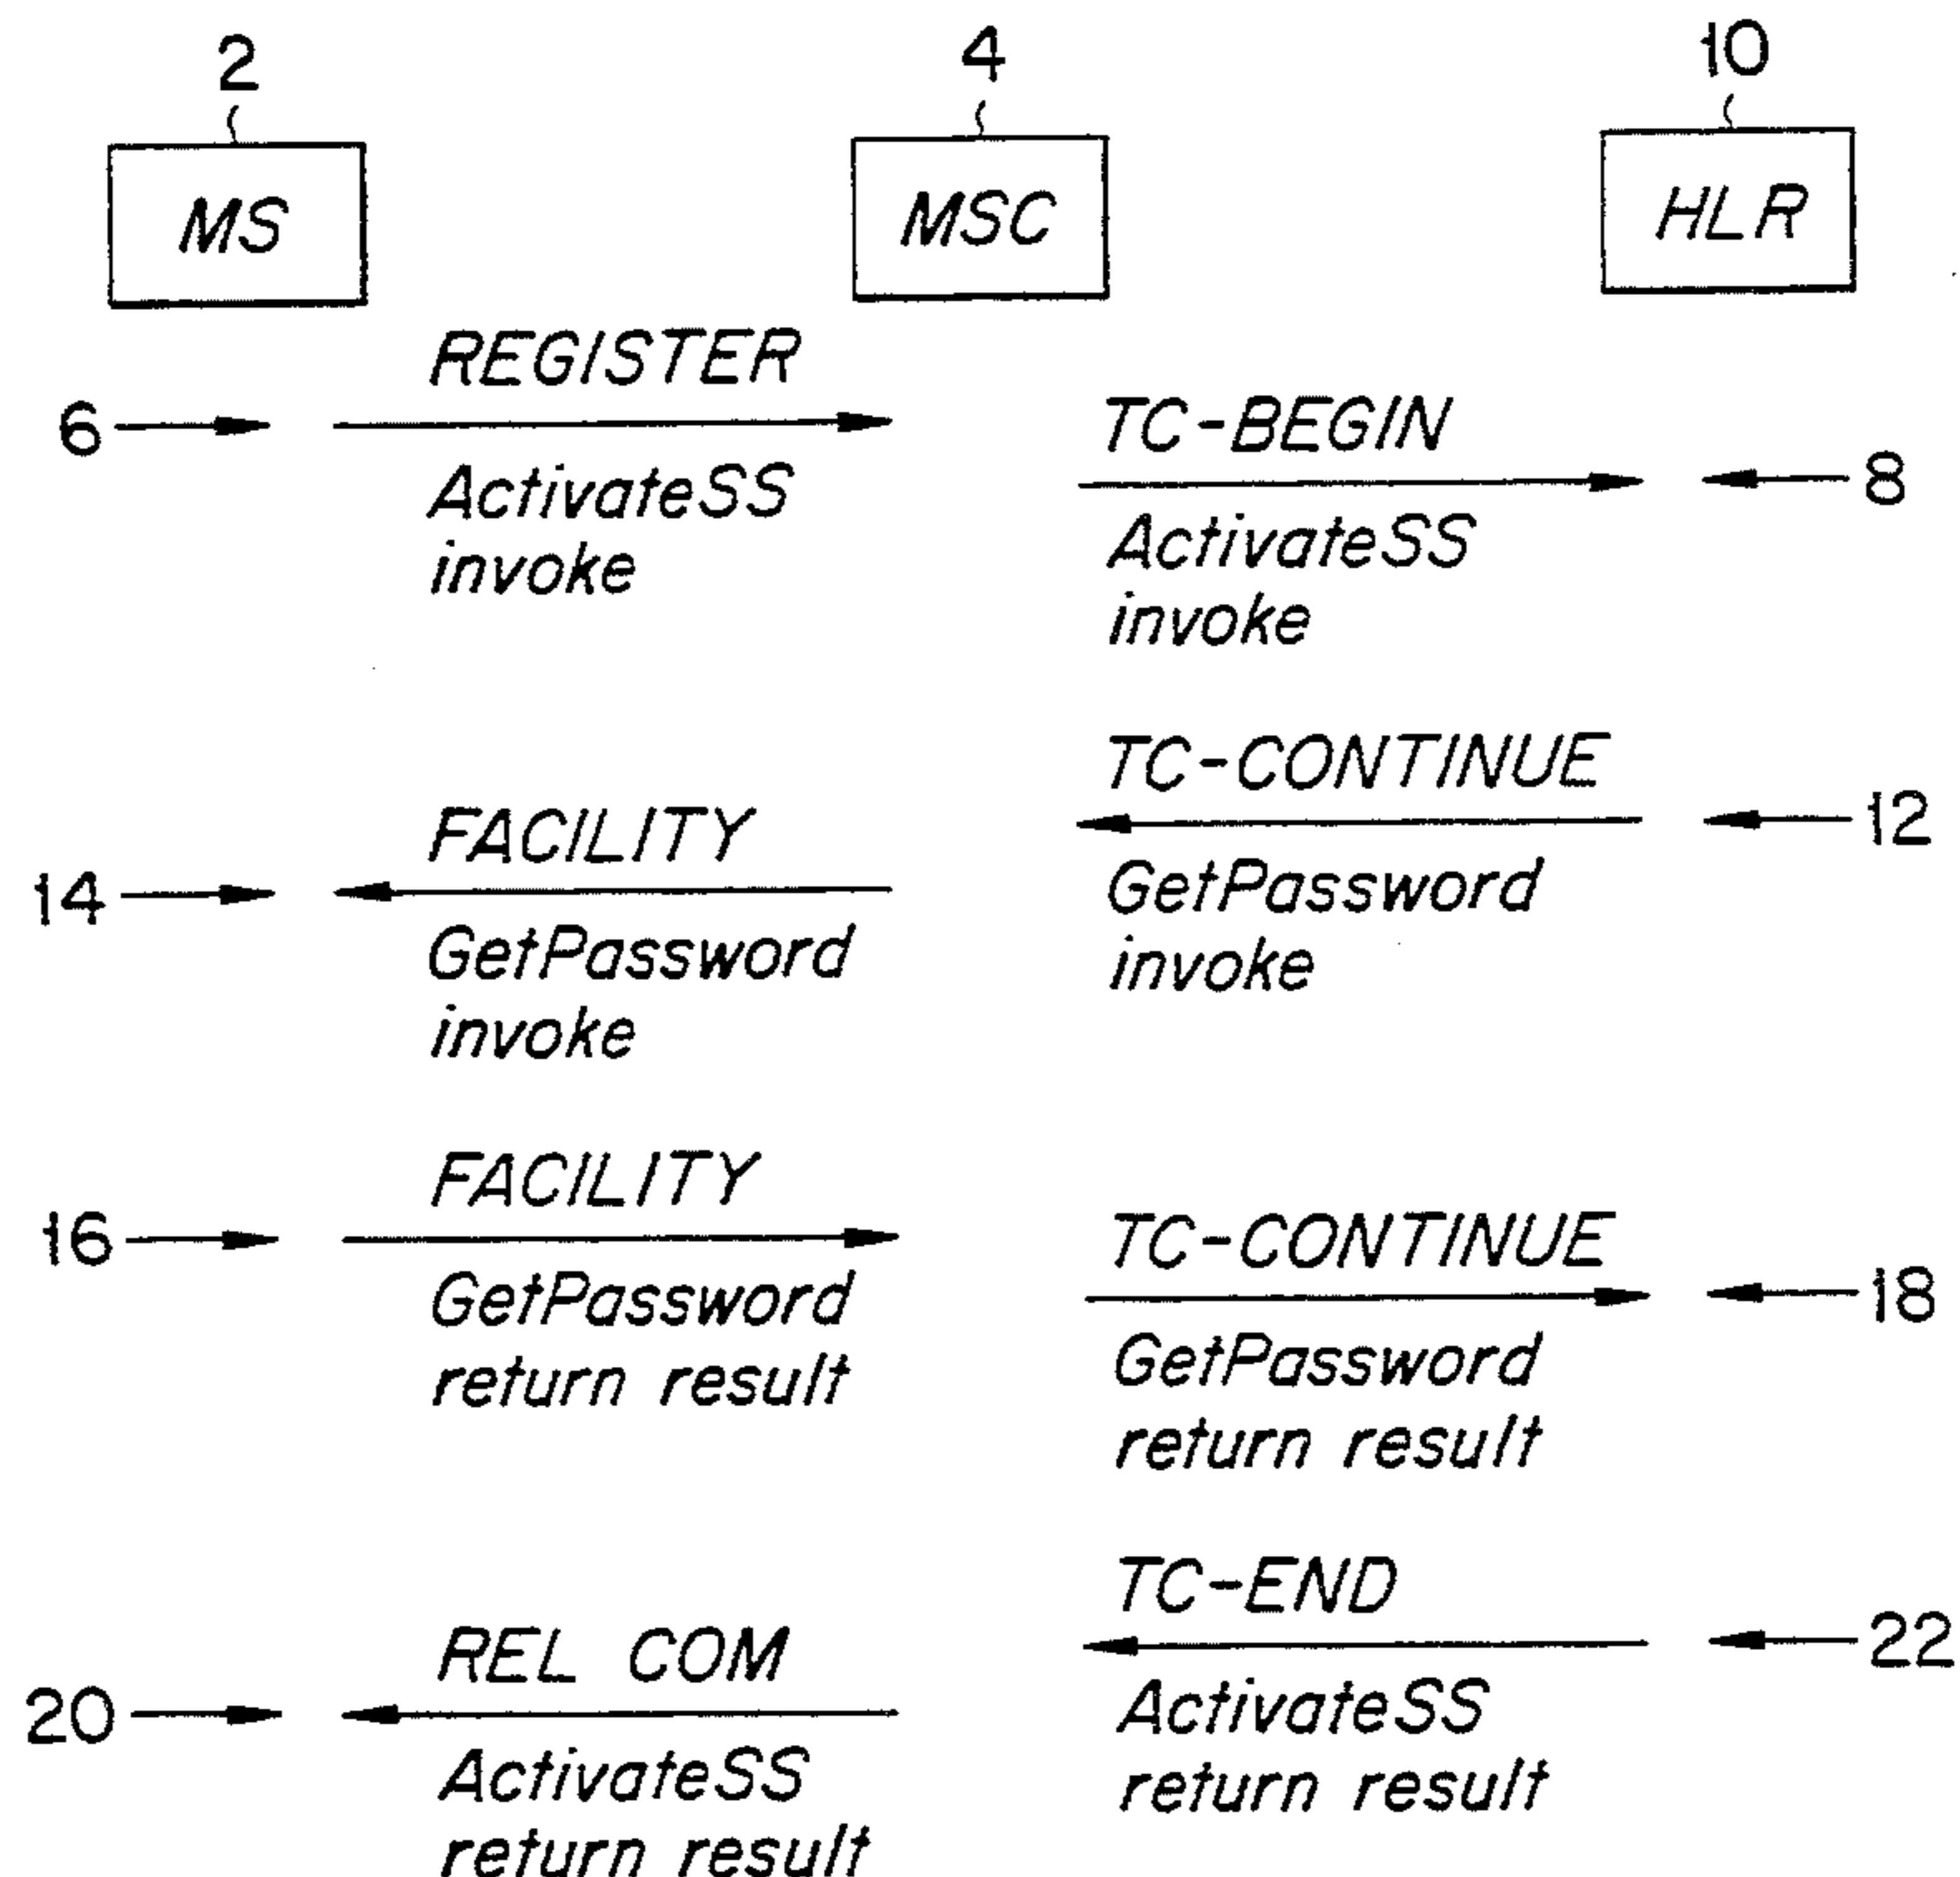 2
4
10
MS
MSC
HLR
REGISTER
6
ActivateSS
invoke
TC-BEGIN
8
ActivateSS
invoke
TC-CONTINUE
12
GetPassword
invoke
FACILITY
14
GetPassword
invoke
FACILITY
16
GetPassword
return result
TC-CONTINUE
18
GetPassword
return result
TC-END
22
ActivateSS
return result
REL COM
20
ActivateSS
return result